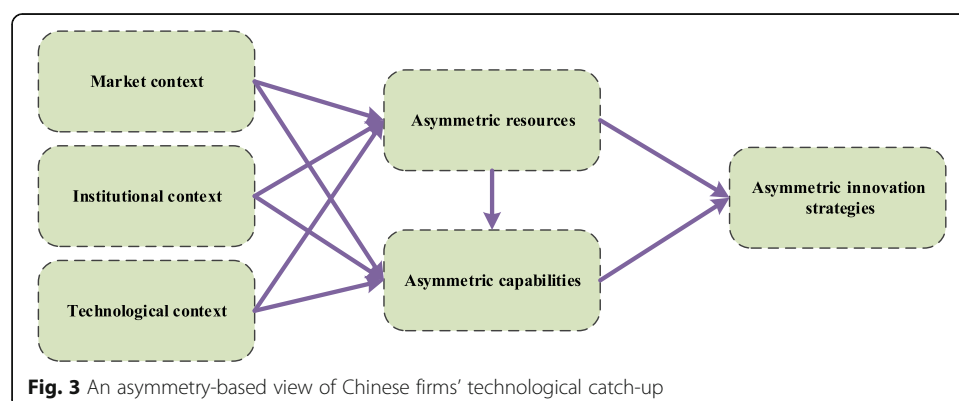 Market context
Institutional context
Technological context
Asymmetric resources
Asymmetric capabilities
Asymmetric innovation
strategies
Fig. 3 An asymmetry-based view of Chinese firms’ technological catch-up